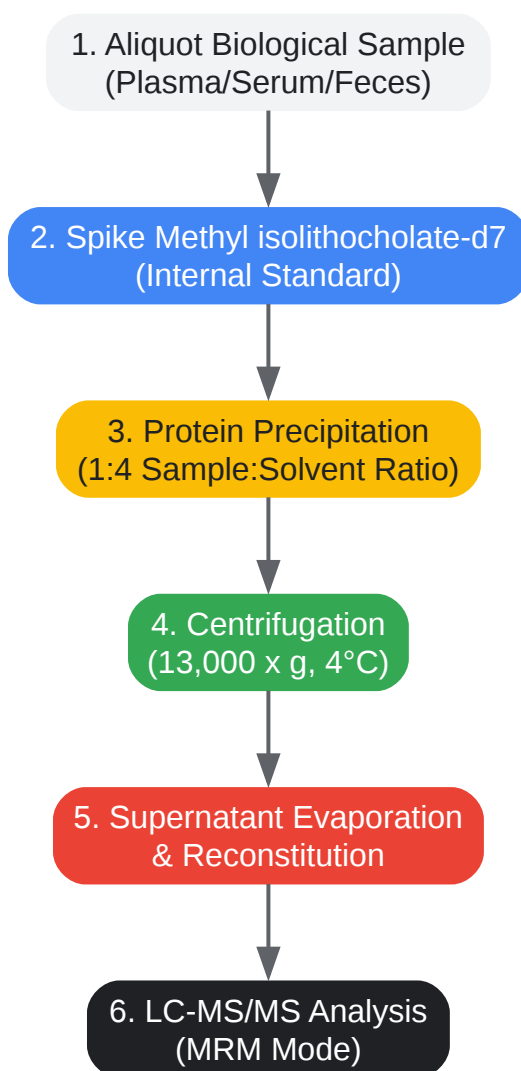 1. Aliquot Biological Sample
(Plasma/Serum/Feces)
2. Spike Methyl isolithocholate-d7
(Internal Standard)
3. Protein Precipitation
(1:4 Sample:Solvent Ratio)
4. Centrifugation
(13,000 x g, 4°C)
5. Supernatant Evaporation
& Reconstitution
6. LC-MS/MS Analysis
(MRM Mode)